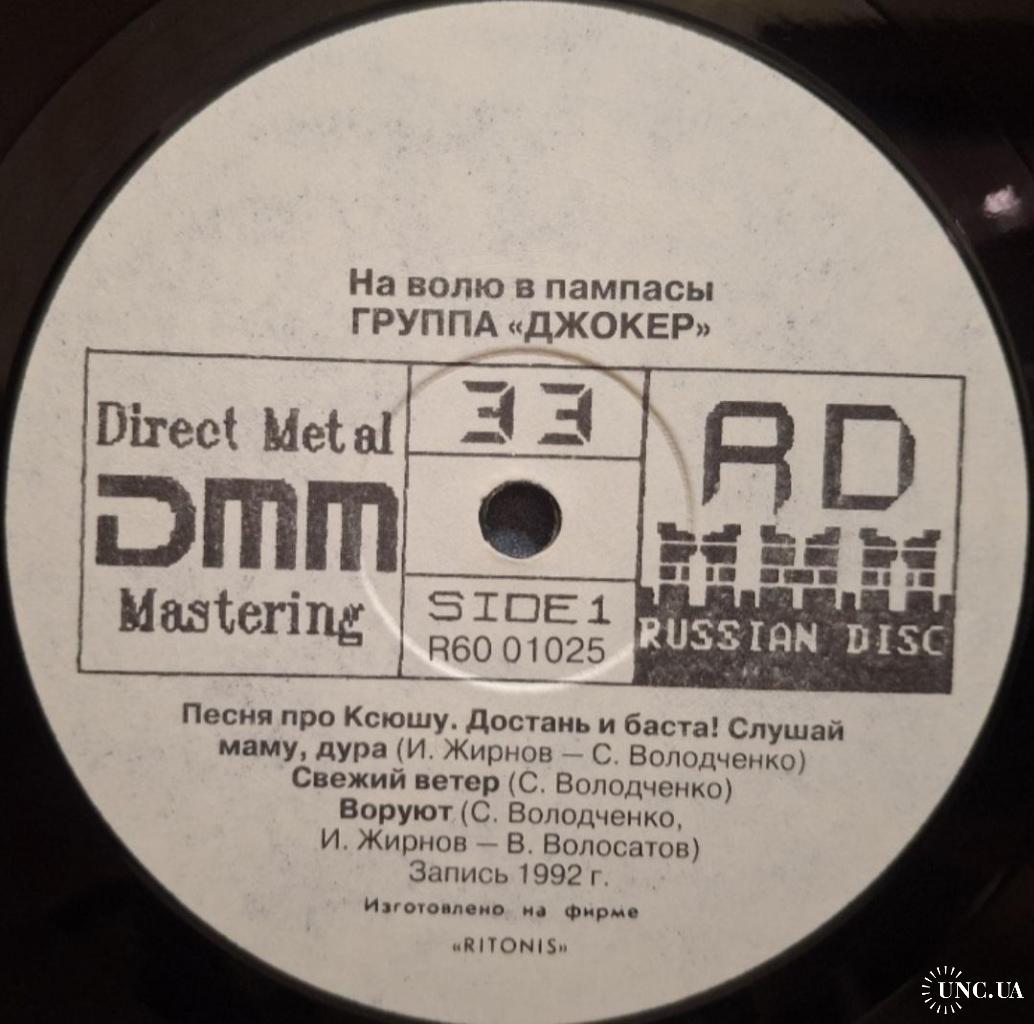 На волю в пампасы
ГРУППА «ДЖОКЕР»
Direct Metal
DMM
Mastering
33
SIDE 1
R60 01025
RD
RUSSIAN DISC
Песня про Ксюшу. Достань и баста! Слушай
маму, дура (И. Жирнов — С. Володченко)
Свежий ветер (С. Володченко)
Воруют (С. Володченко,
И. Жирнов — В. Волосатов)
Запись 1992 г.
Изготовлено на фирме
«RITONIS»
UNC.UA